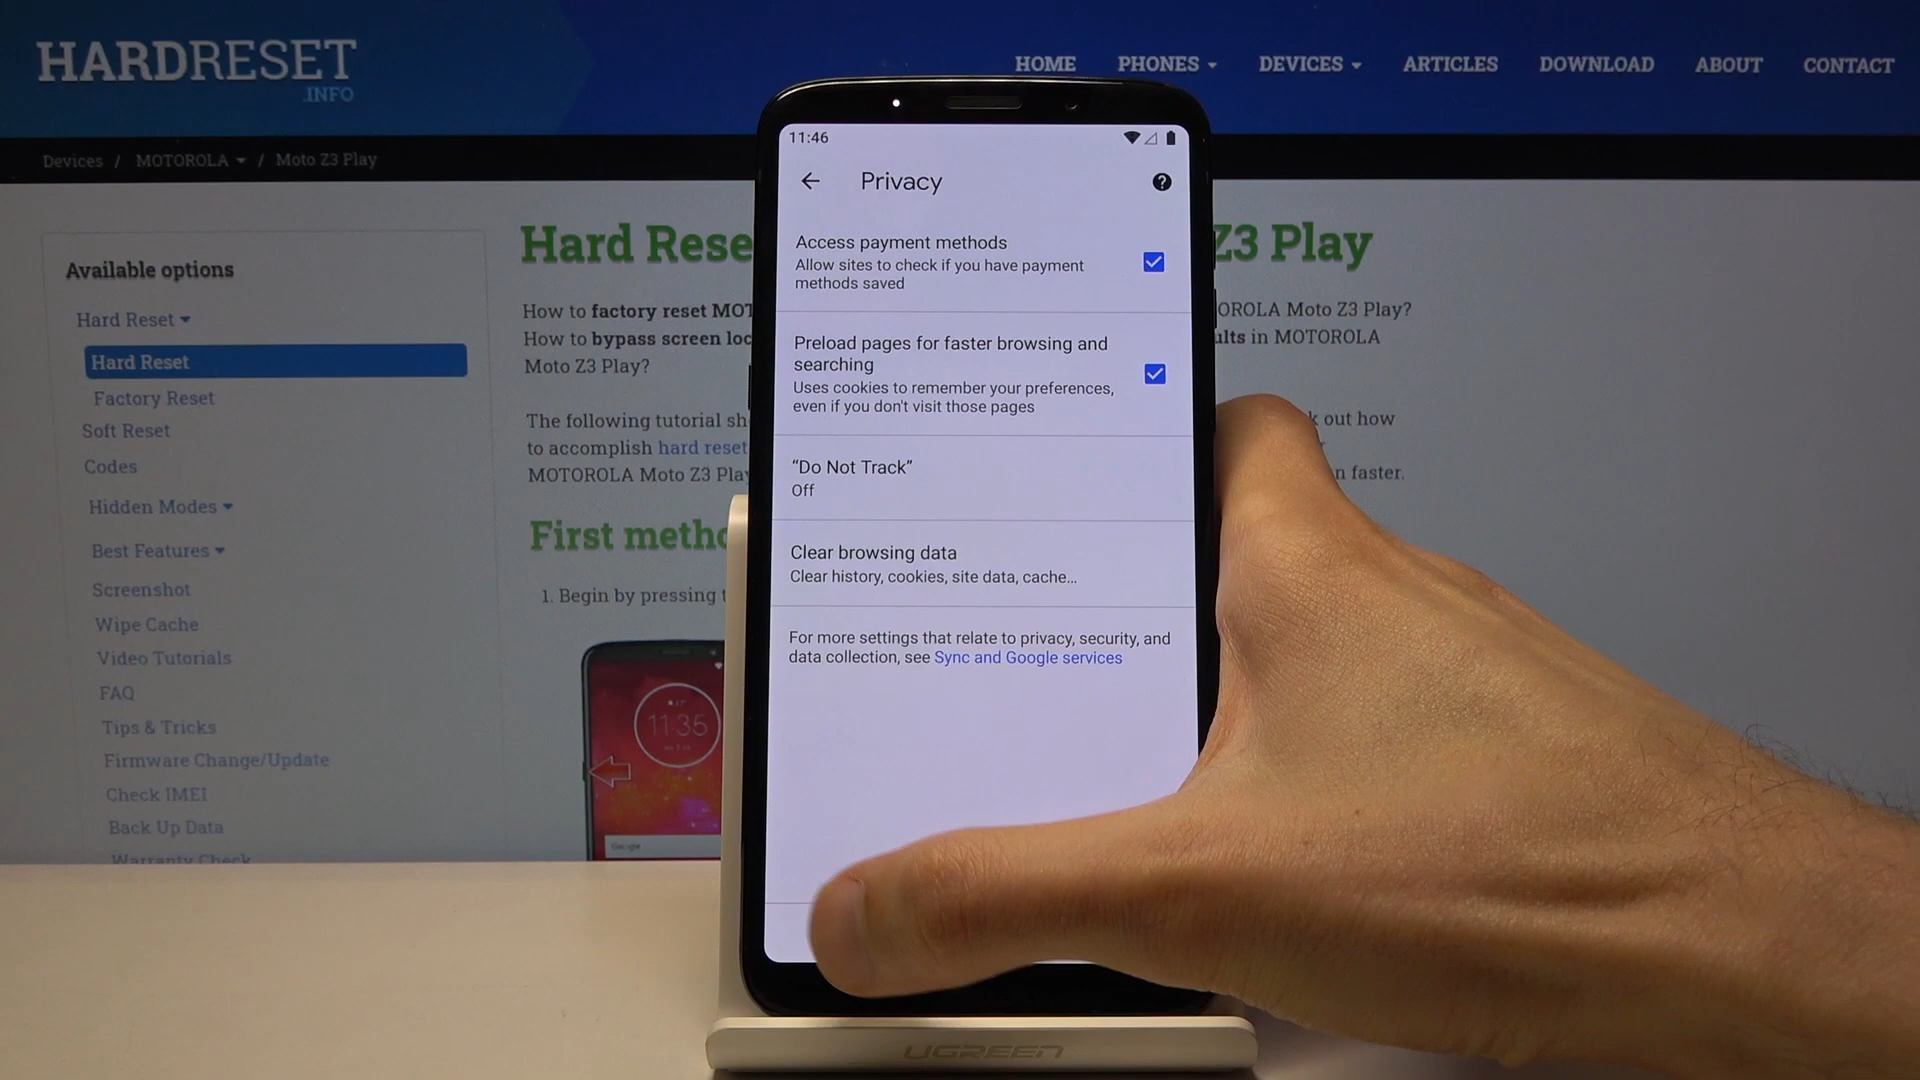 HARDRESET
.INFO
HOME PHONES DEVICES ARTICLES DOWNLOAD ABOUT CONTACT
Devices / MOTOROLA / Moto Z3 Play
Available options
Hard Reset
Hard Reset
Factory Reset
Soft Reset
Codes
Hidden Modes
Best Features
Screenshot
Wipe Cache
Video Tutorials
FAQ
Tips & Tricks
Firmware Change/Update
Check IMEI
Back Up Data
Warranty Check
Hard Rese Z3 Play
How to factory reset MOT OROLA Moto Z3 Play?
How to bypass screen loc ults in MOTOROLA
Moto Z3 Play?
The following tutorial sh k out how
to accomplish hard reset
MOTOROLA Moto Z3 Play n faster.
First metho
1. Begin by pressing t
11:35
Google
11:46
Privacy
?
Access payment methods
Allow sites to check if you have payment
methods saved
Preload pages for faster browsing and
searching
Uses cookies to remember your preferences,
even if you don't visit those pages
“Do Not Track”
Off
Clear browsing data
Clear history, cookies, site data, cache...
For more settings that relate to privacy, security, and
data collection, see Sync and Google services
UGREEN